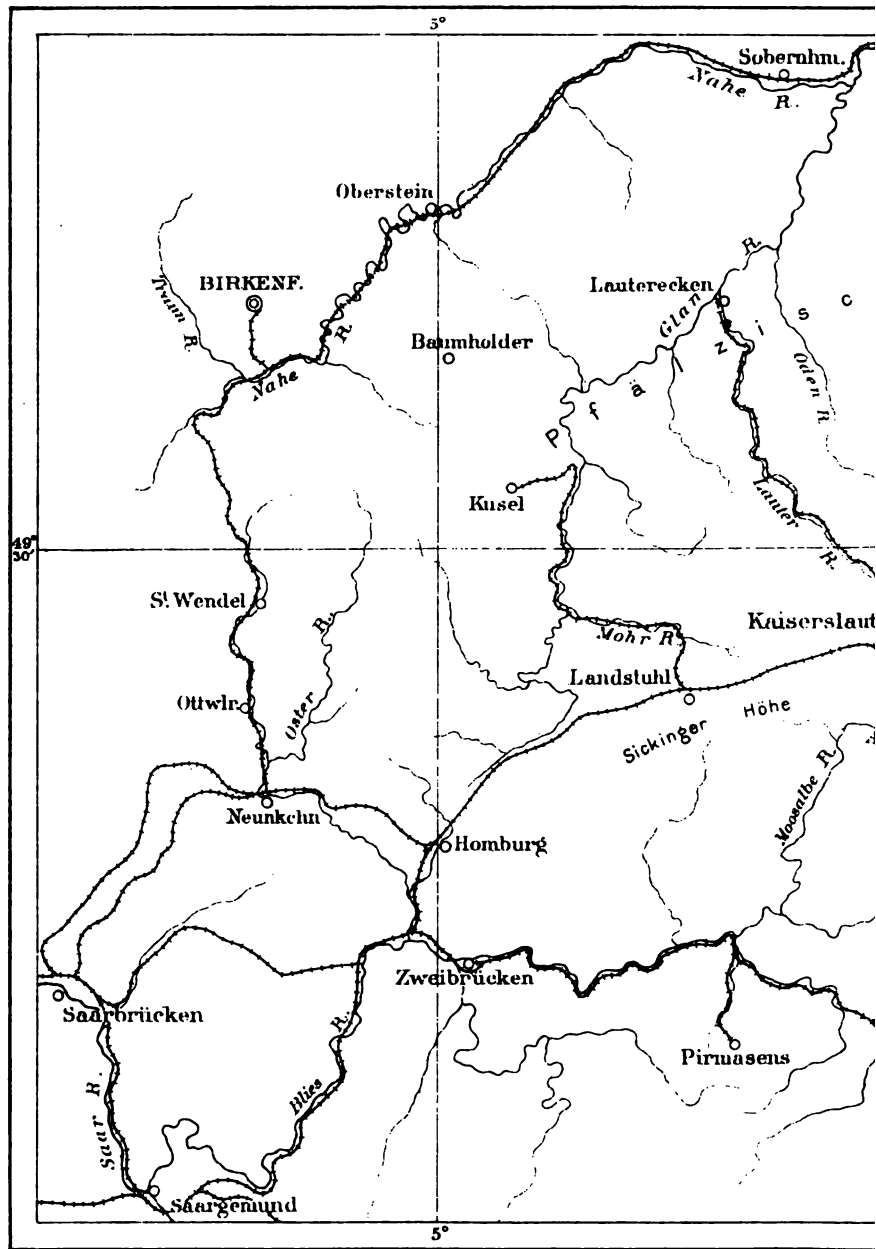 5°
Sobernhm.
Nahe R.
Oberstein
Traun R.
BIRKENF.
Lauterecken
Glan R.
Baumholder
Nahe R.
Oden R.
Pfälzisc
Kusel
Lauter R.
49°
30'
St. Wendel
Oster R.
Mohr R.
Kaiserslaut
Landstuhl
Ottwlr.
Sickinger Höhe
Moosalbe R.
Neunkchn
Homburg
Zweibrücken
Saarbrücken
Blies R.
Pirmasens
Saar R.
Saargemund
5°